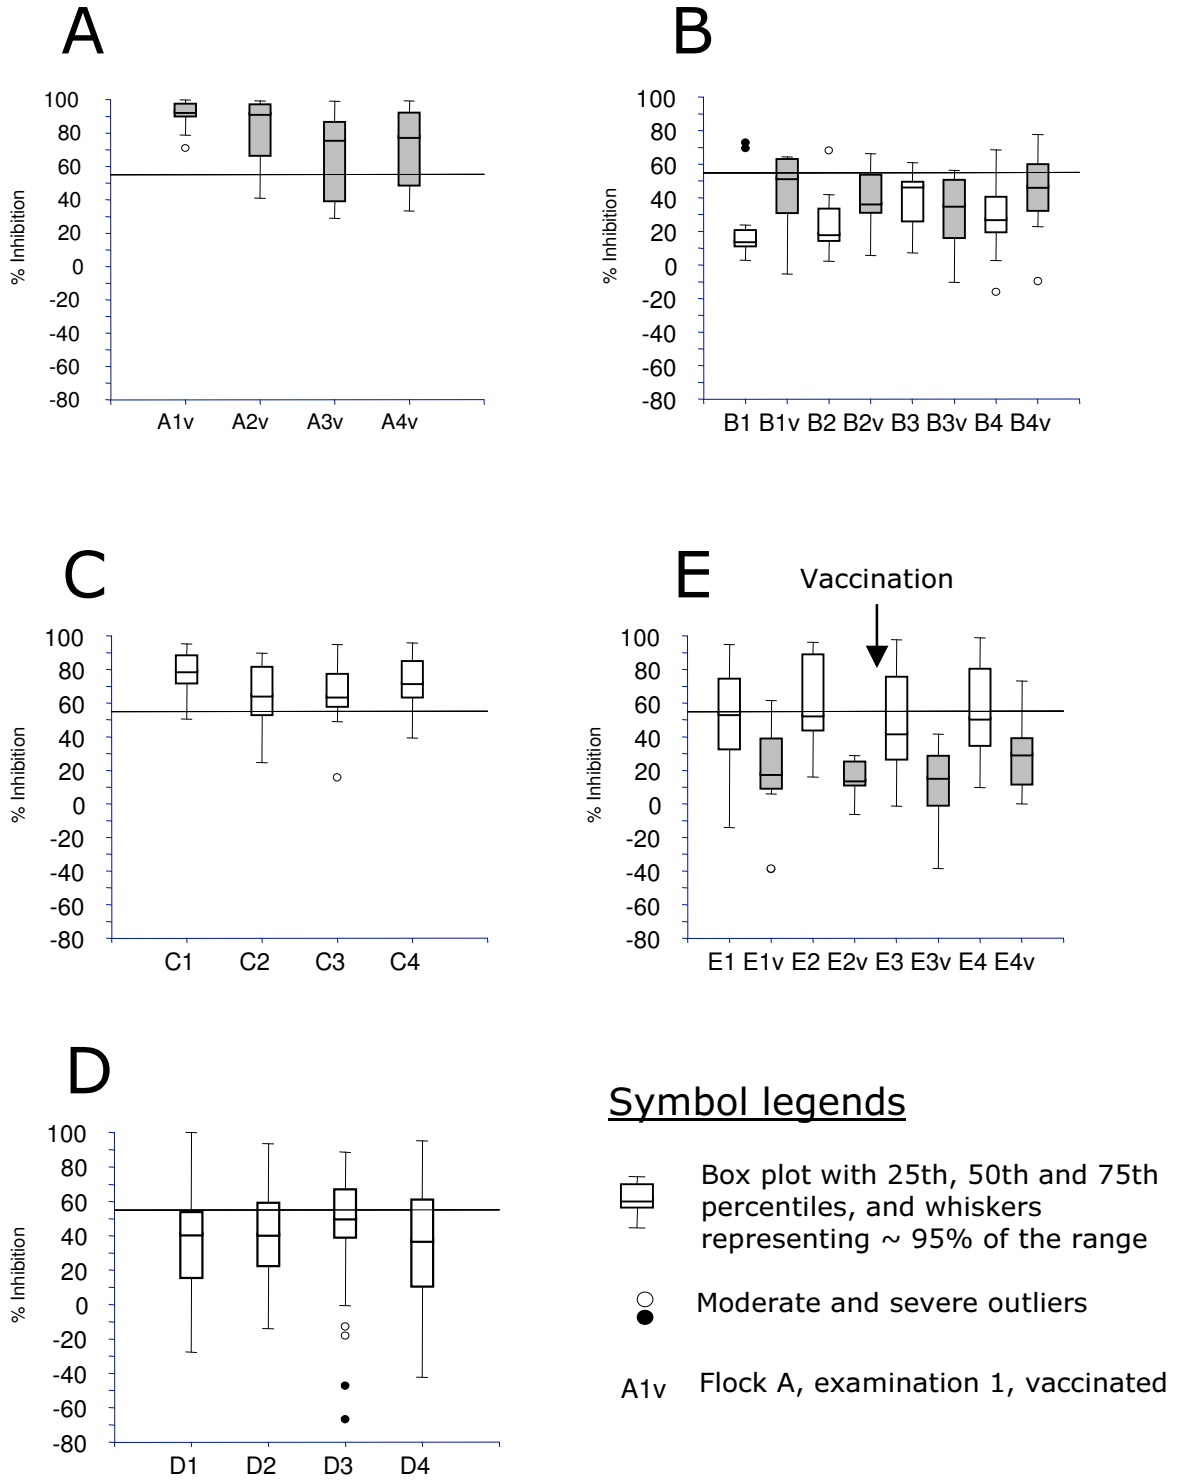 A
100
80
60
40
20
0
-20
-40
-60
-80
% Inhibition
A1v A2v A3v A4v
B
100
80
60
40
20
0
-20
-40
-60
-80
% Inhibition
B1 B1v B2 B2v B3 B3v B4 B4v
C
100
80
60
40
20
0
-20
-40
-60
-80
% Inhibition
C1 C2 C3 C4
E
Vaccination
100
80
60
40
20
0
-20
-40
-60
-80
% Inhibition
E1 E1v E2 E2v E3 E3v E4 E4v
D
100
80
60
40
20
0
-20
-40
-60
-80
% Inhibition
D1 D2 D3 D4
Symbol legends
Box plot with 25th, 50th and 75th
percentiles, and whiskers
representing ~ 95% of the range
Moderate and severe outliers
A1v Flock A, examination 1, vaccinated